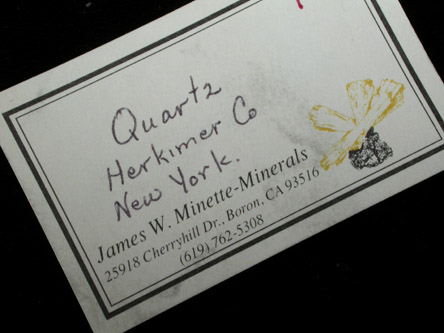 Quartz
Herkimer Co
New York.
James W. Minette-Minerals
25918 Cherryhill Dr., Boron, CA 93516
(619) 762-5308